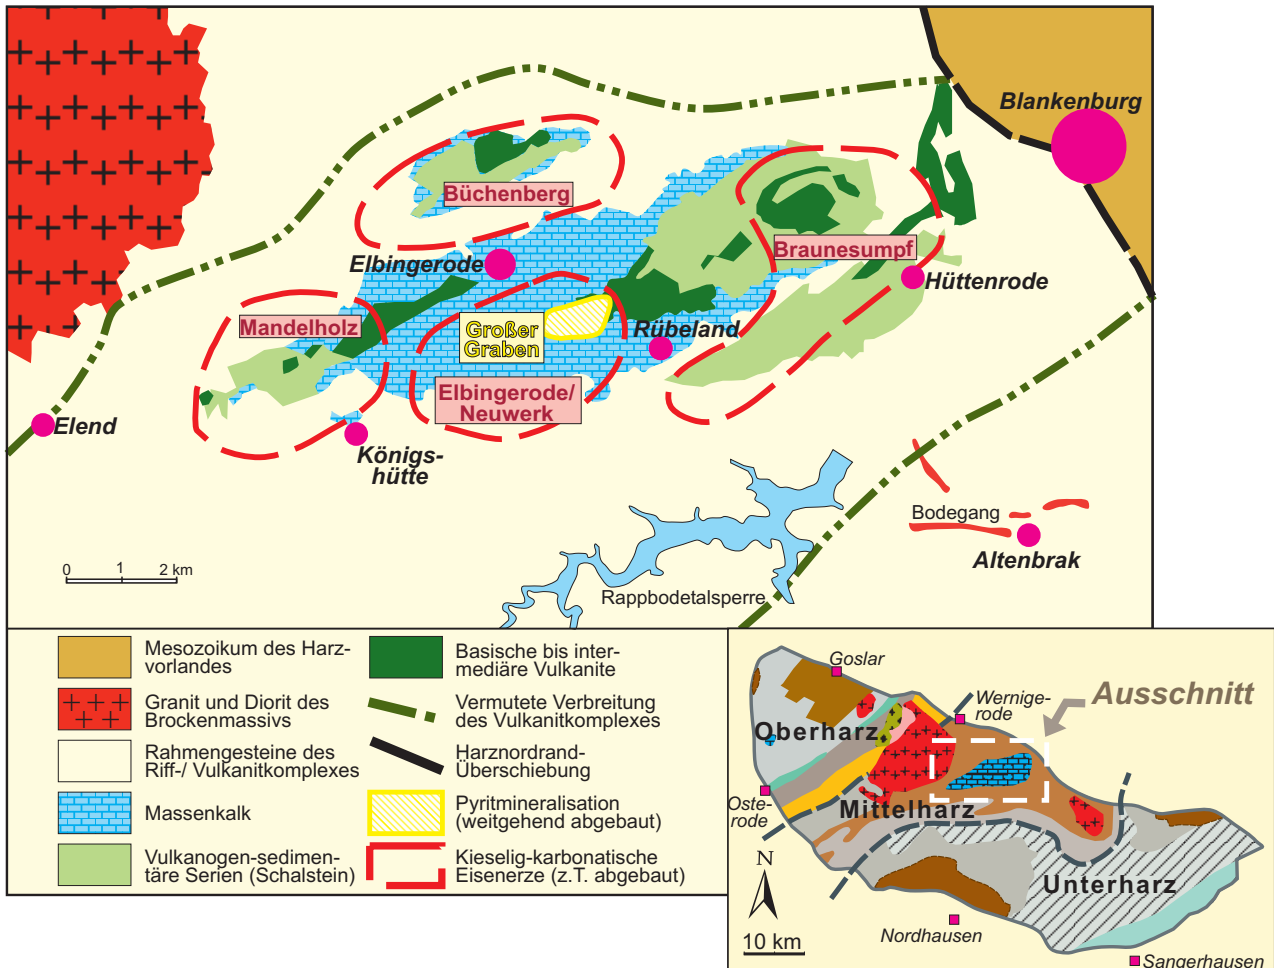 Blankenburg
Büchenberg
Braunesumpf
Elbingerode
Hüttenrode
Mandelholz
Großer
Graben
Rübeland
Elbingerode/
Neuwerk
Elend
Königs-
hütte
Bodegang
Altenbrak
0 1 2 km
Rappbodetalsperre
Mesozoikum des Harz-
vorlandes
Granit und Diorit des
Brockenmassivs
Rahmengesteine des
Riff-/ Vulkanitkomplexes
Massenkalk
Vulkanogen-sedimen-
täre Serien (Schalstein)
Basische bis inter-
mediäre Vulkanite
Vermutete Verbreitung
des Vulkanitkomplexes
Harznordrand-
Überschiebung
Pyritmineralisation
(weitgehend abgebaut)
Kieselig-karbonatische
Eisenerze (z.T. abgebaut)
Goslar
Wernige-
rode
Ausschnitt
Oberharz
Oste-
rode
Mittelharz
N
Unterharz
10 km
Nordhausen
Sangerhausen